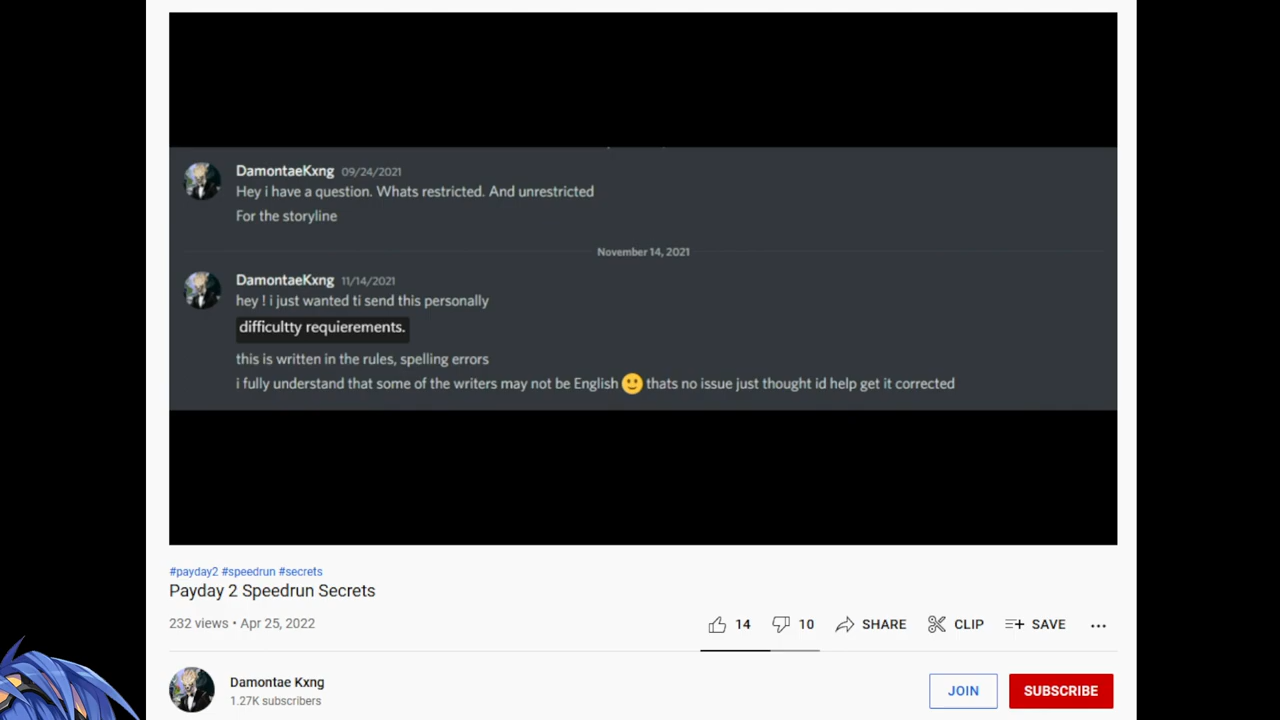 DamontaeKxng 09/24/2021
Hey i have a question. Whats restricted. And unrestricted
For the storyline
November 14, 2021
DamontaeKxng 11/14/2021
hey ! i just wanted ti send this personally
difficultty requierements.
this is written in the rules, spelling errors
i fully understand that some of the writers may not be English 🙂 thats no issue just thought id help get it corrected
#payday2 #speedrun #secrets
Payday 2 Speedrun Secrets
232 views • Apr 25, 2022
14 10 SHARE CLIP SAVE ...
Damontae Kxng
1.27K subscribers
JOIN SUBSCRIBE